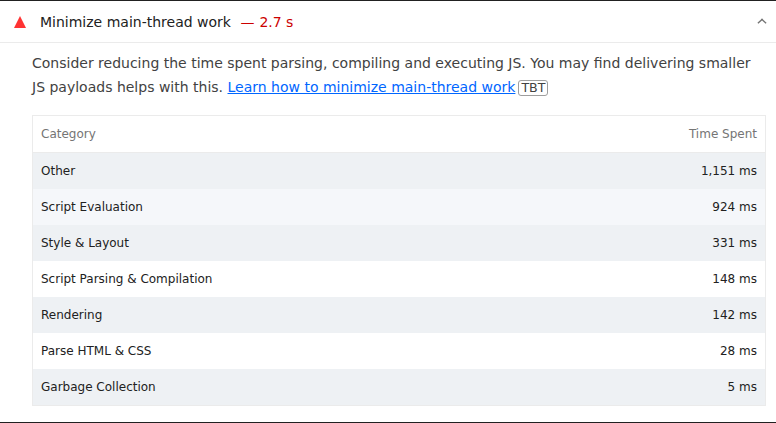 Minimize main-thread work — 2.7 s
Consider reducing the time spent parsing, compiling and executing JS. You may find delivering smaller
JS payloads helps with this. Learn how to minimize main-thread work TBT
Category Time Spent
Other 1,151 ms
Script Evaluation 924 ms
Style & Layout 331 ms
Script Parsing & Compilation 148 ms
Rendering 142 ms
Parse HTML & CSS 28 ms
Garbage Collection 5 ms